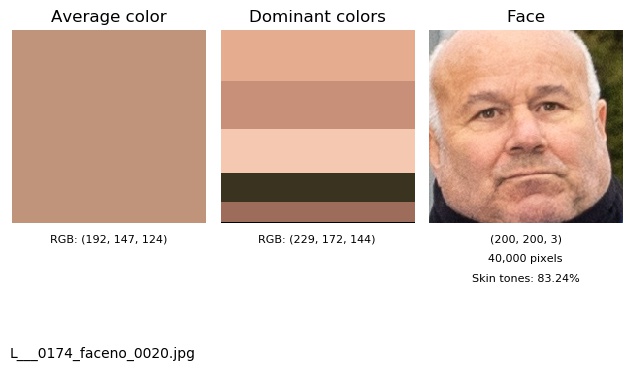 Average color
Dominant colors
Face
RGB: (192, 147, 124)
RGB: (229, 172, 144)
(200, 200, 3)
40,000 pixels
Skin tones: 83.24%
L___0174_faceno_0020.jpg